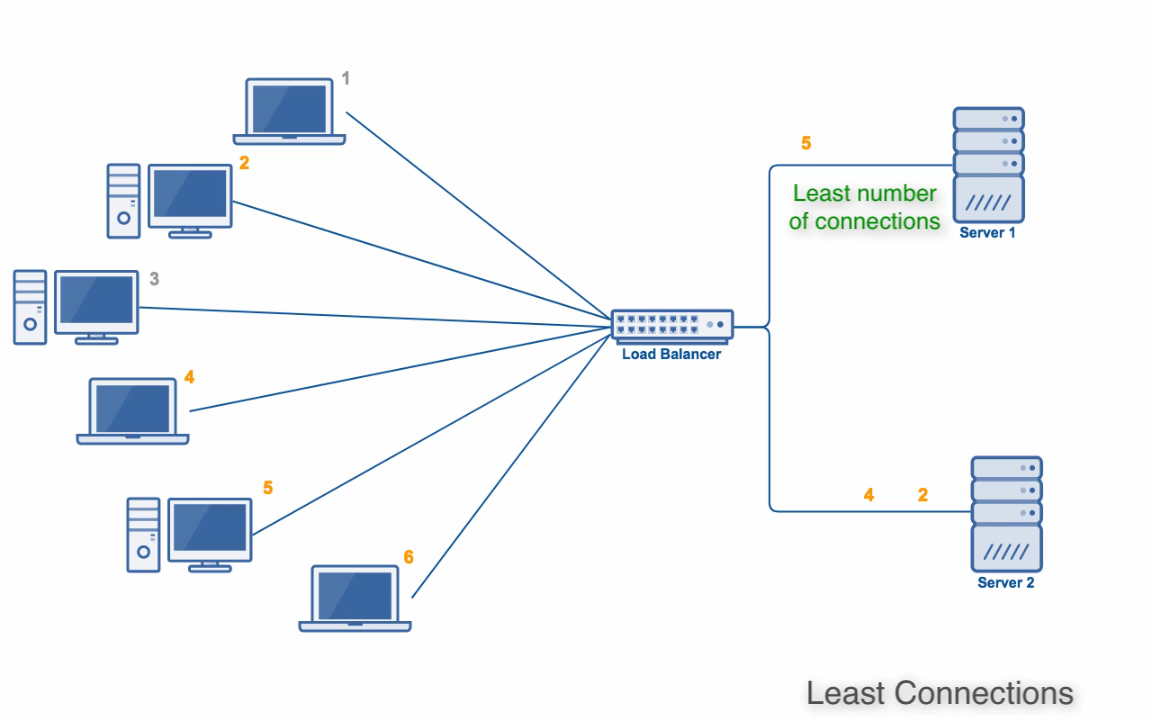 1
2
3
4
5
6
5
Least number
of connections
Server 1
Load Balancer
4 2
Server 2
Least Connections